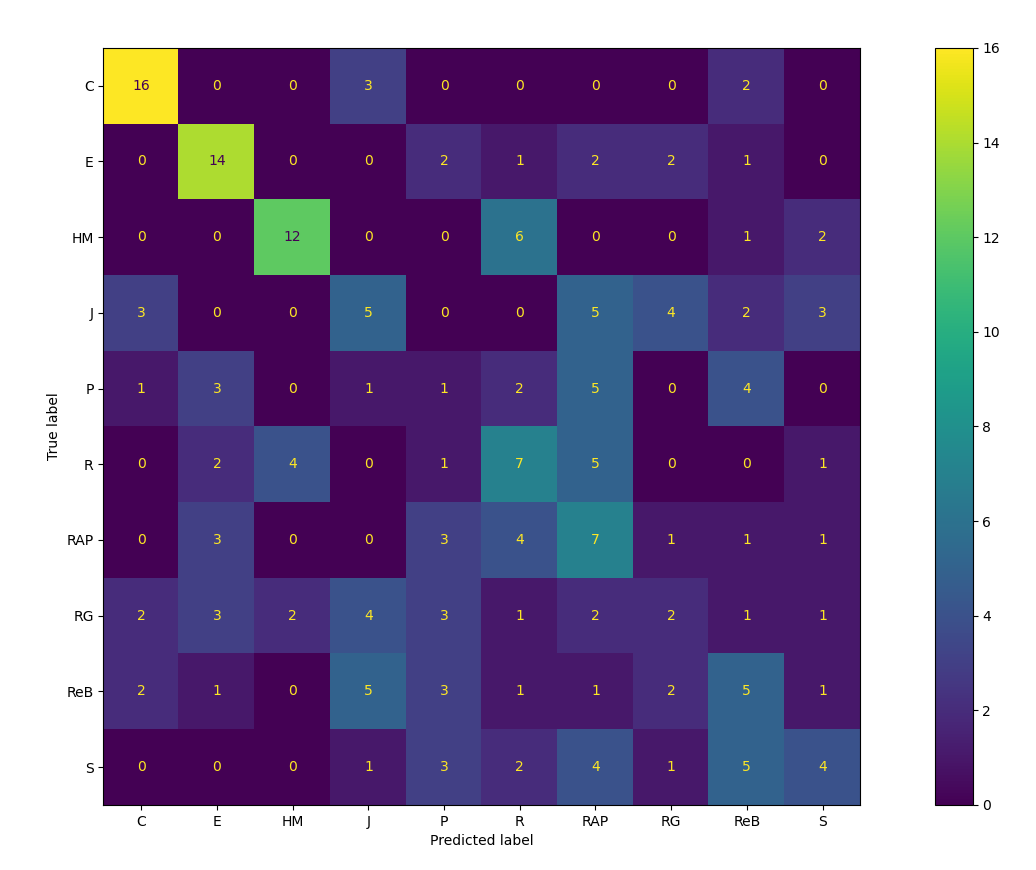 C 16 0 0 3 0 0 0 0 2 0
E 0 14 0 0 2 1 2 2 1 0
HM 0 0 12 0 0 6 0 0 1 2
J 3 0 0 5 0 0 5 4 2 3
P 1 3 0 1 1 2 5 0 4 0
R 0 2 4 0 1 7 5 0 0 1
RAP 0 3 0 0 3 4 7 1 1 1
RG 2 3 2 4 3 1 2 2 1 1
ReB 2 1 0 5 3 1 1 2 5 1
S 0 0 0 1 3 2 4 1 5 4
C E HM J P R RAP RG ReB S
Predicted label
True label
16
14
12
10
8
6
4
2
0